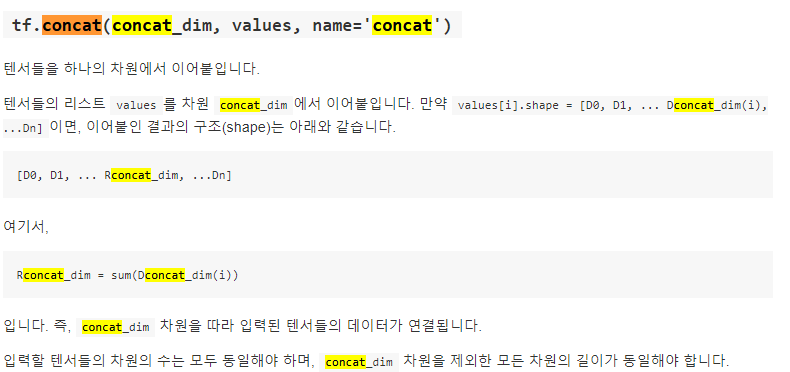 tf.concat(concat_dim, values, name='concat')
텐서들을 하나의 차원에서 이어붙입니다.
텐서들의 리스트 values 를 차원 concat_dim 에서 이어붙입니다. 만약 values[i].shape = [D0, D1, ... Dconcat_dim(i),
...Dn] 이면, 이어붙인 결과의 구조(shape)는 아래와 같습니다.
[D0, D1, ... Rconcat_dim, ...Dn]
여기서,
Rconcat_dim = sum(Dconcat_dim(i))
입니다. 즉, concat_dim 차원을 따라 입력된 텐서들의 데이터가 연결됩니다.
입력할 텐서들의 차원의 수는 모두 동일해야 하며, concat_dim 차원을 제외한 모든 차원의 길이가 동일해야 합니다.